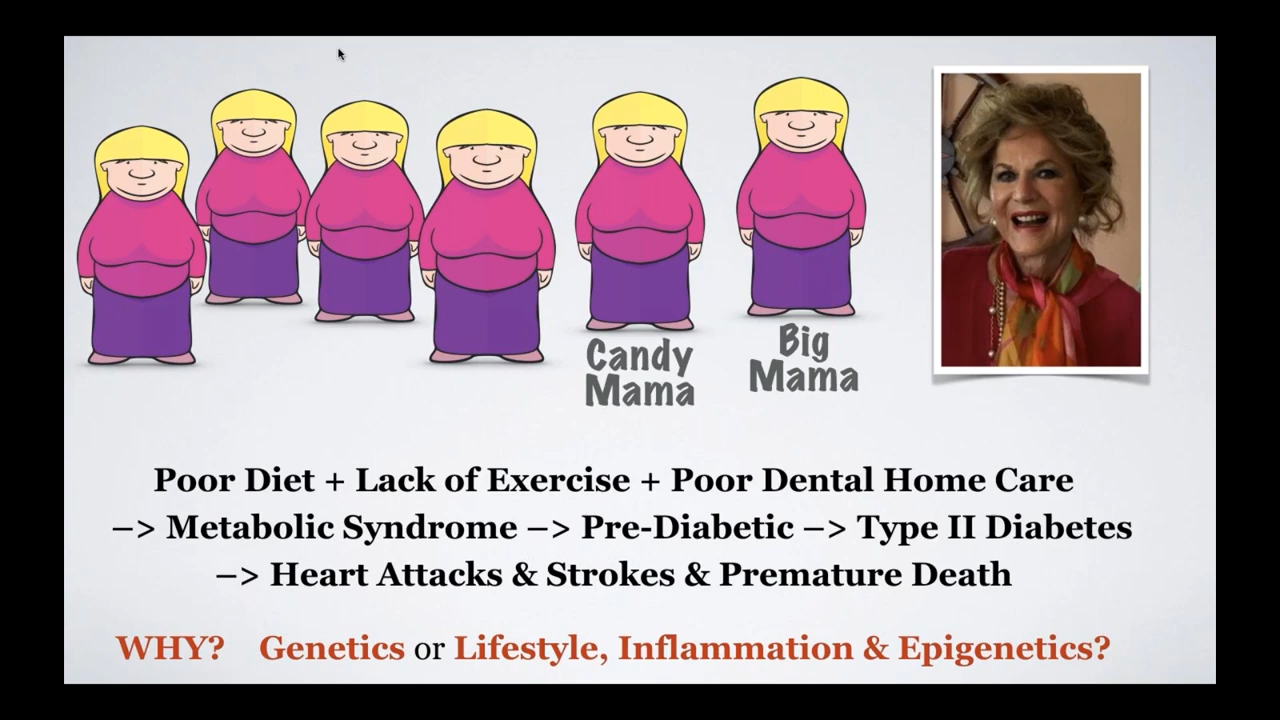 Candy
Mama
Big
Mama
Poor Diet + Lack of Exercise + Poor Dental Home Care
–> Metabolic Syndrome –> Pre-Diabetic –> Type II Diabetes
–> Heart Attacks & Strokes & Premature Death
WHY? Genetics or Lifestyle, Inflammation & Epigenetics?